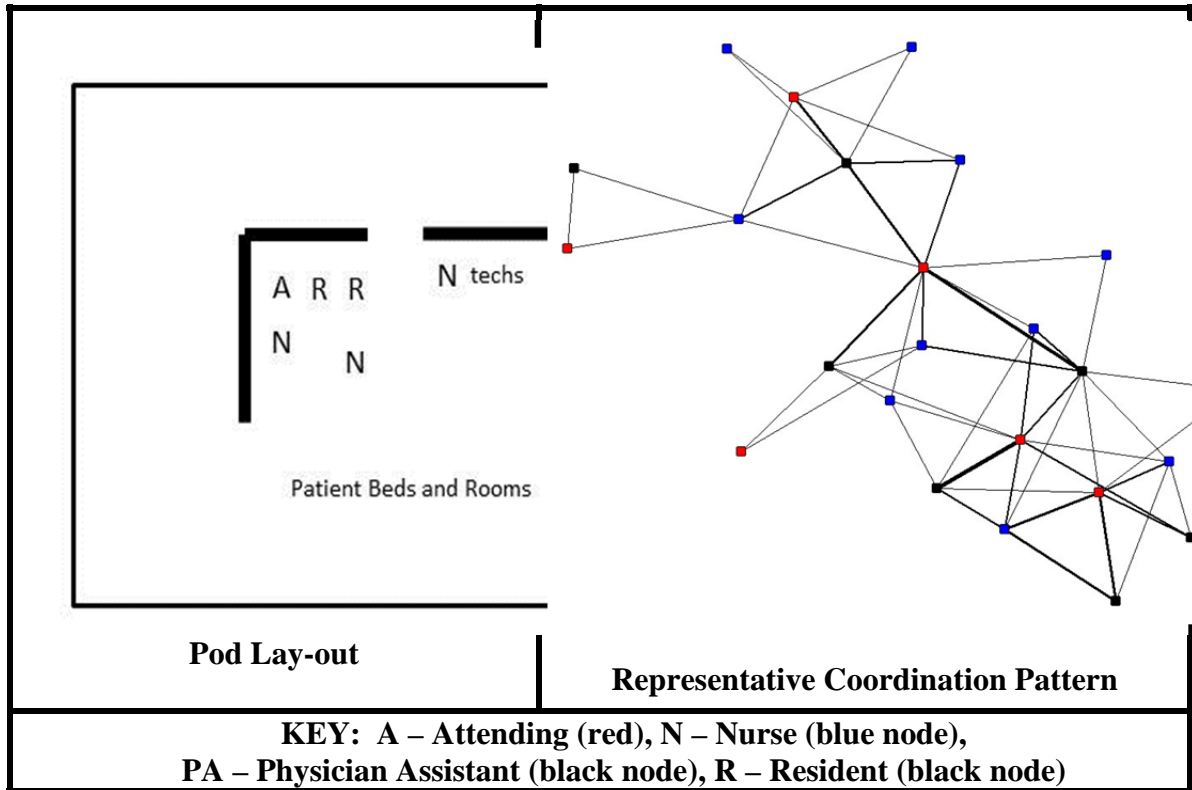 A R R
N techs
N
N
Patient Beds and Rooms
Pod Lay-out
Representative Coordination Pattern
KEY: A – Attending (red), N – Nurse (blue node),
PA – Physician Assistant (black node), R – Resident (black node)